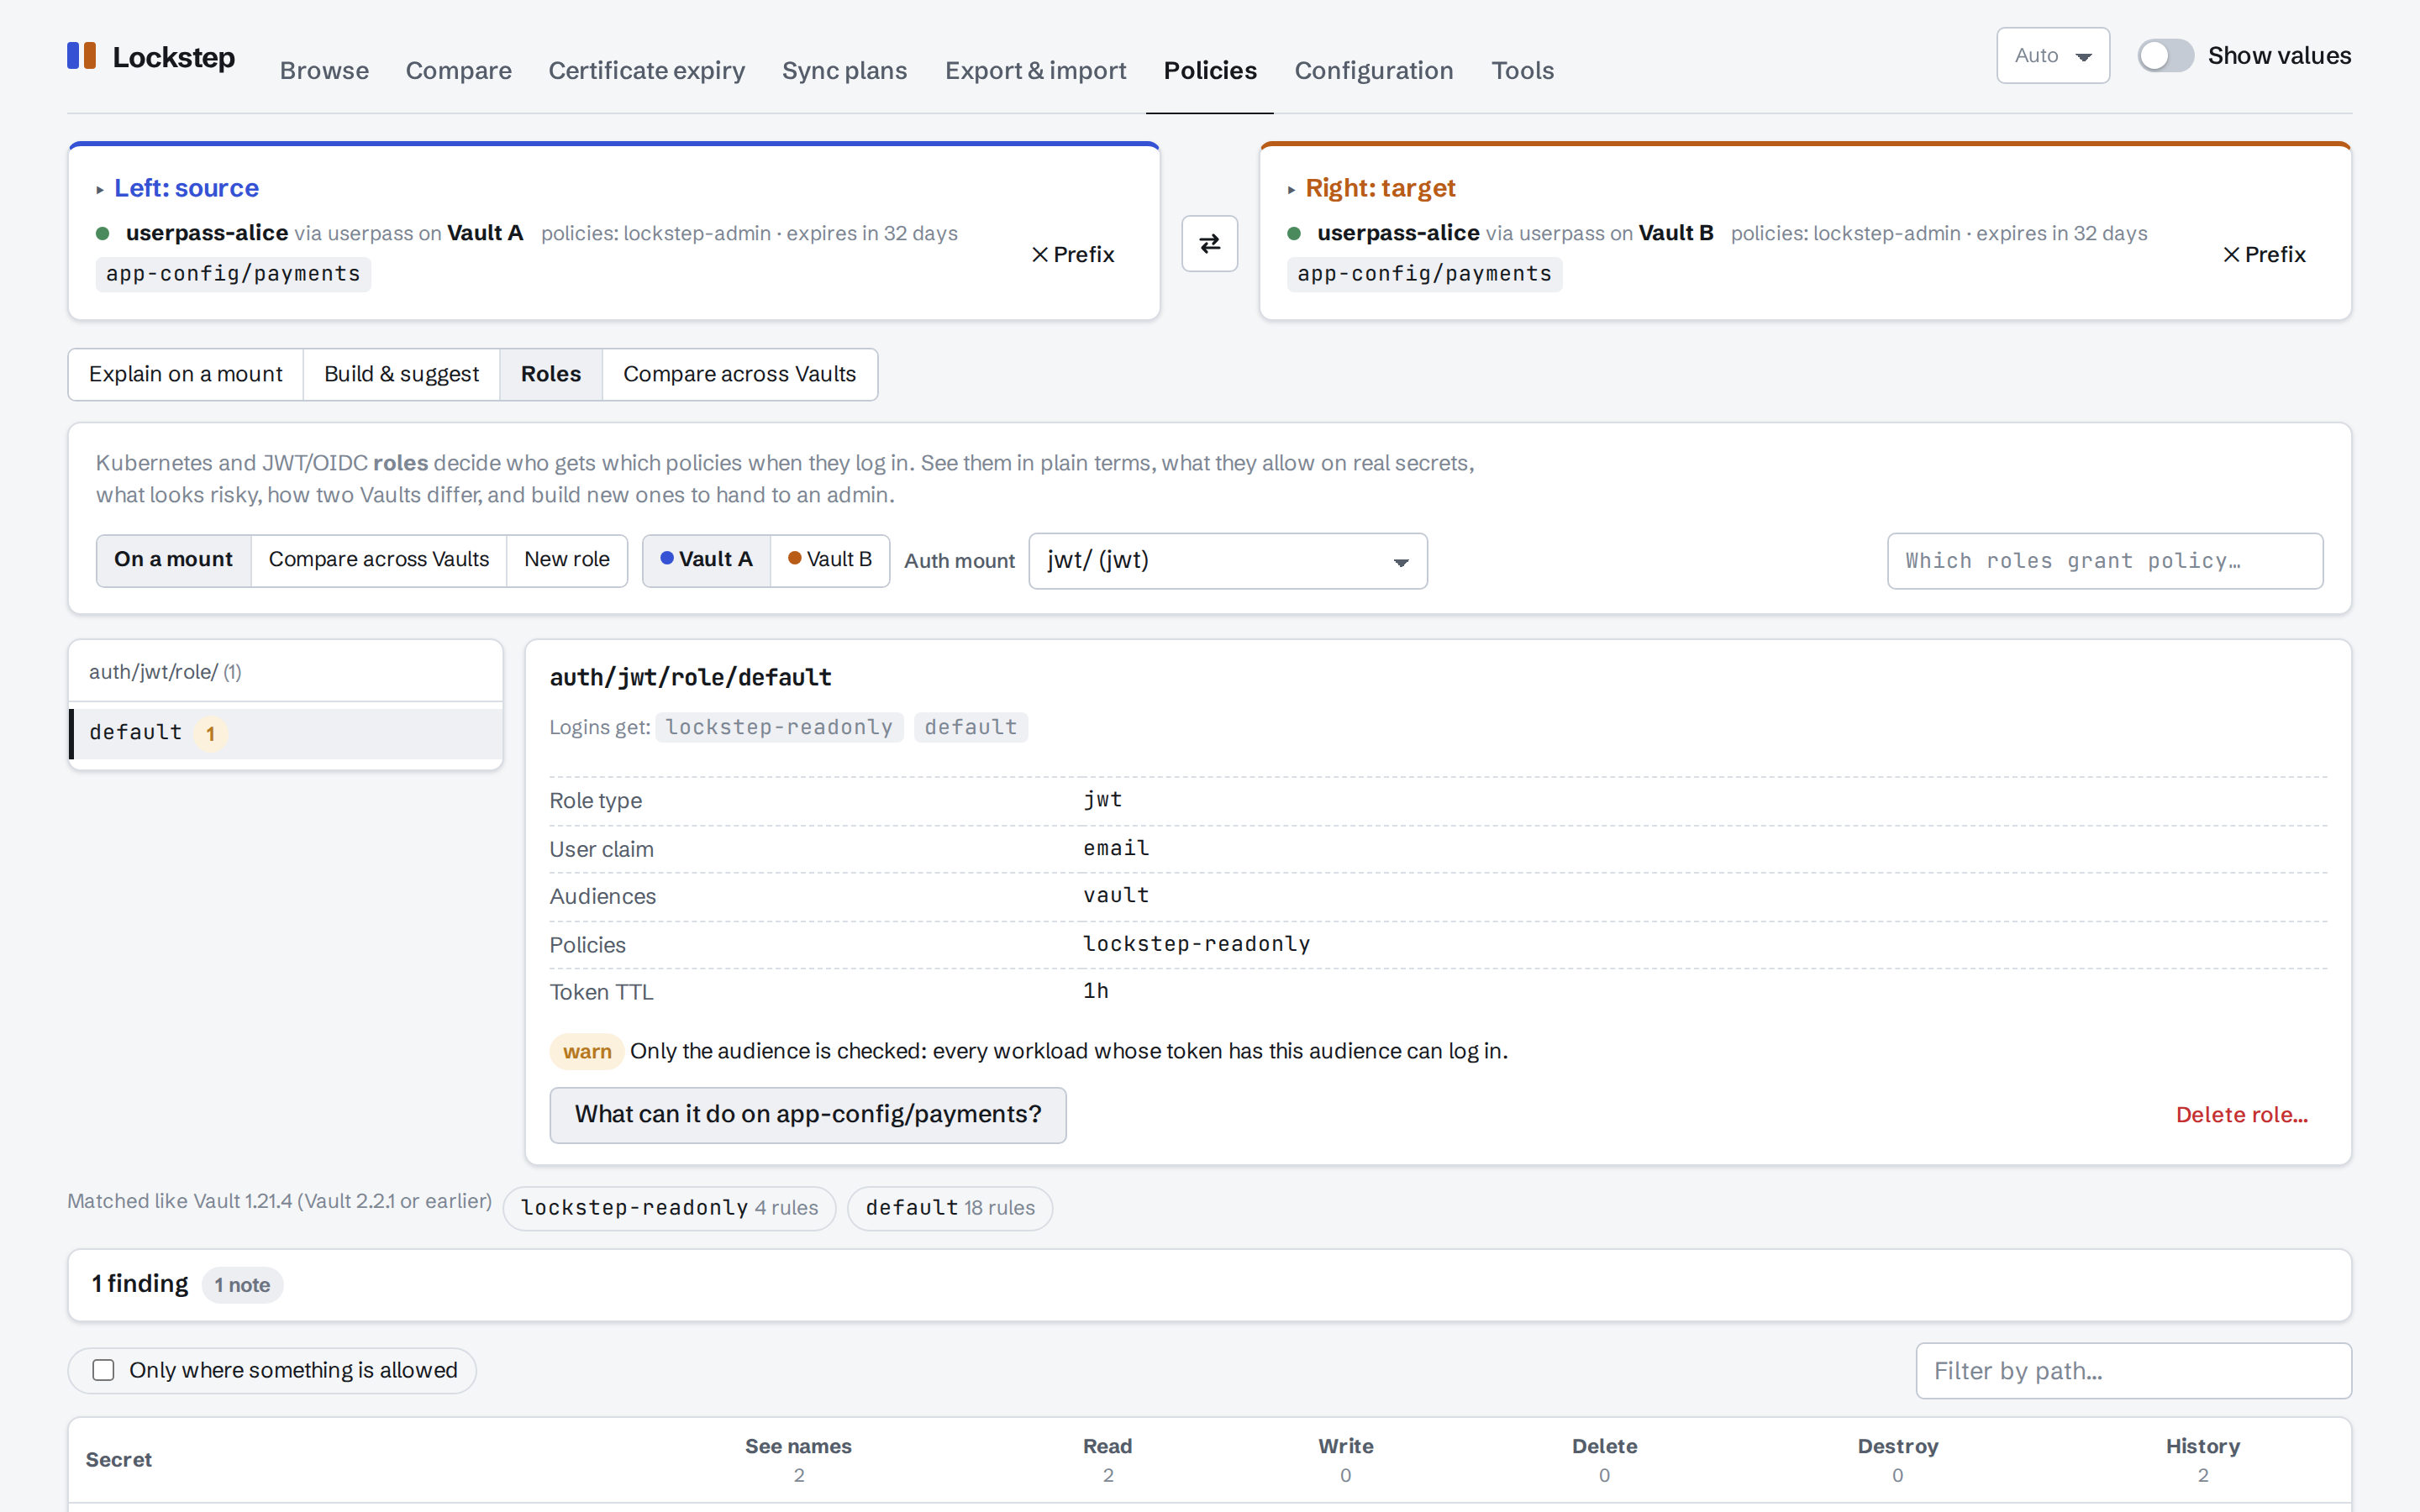 Lockstep
Browse
Compare
Certificate expiry
Sync plans
Export & import
Policies
Configuration
Tools
Auto
Show values
Left: source
userpass-alice via userpass on Vault A policies: lockstep-admin · expires in 32 days
app-config/payments
× Prefix
Right: target
userpass-alice via userpass on Vault B policies: lockstep-admin · expires in 32 days
app-config/payments
× Prefix
Explain on a mount
Build & suggest
Roles
Compare across Vaults
Kubernetes and JWT/OIDC roles decide who gets which policies when they log in. See them in plain terms, what they allow on real secrets,
what looks risky, how two Vaults differ, and build new ones to hand to an admin.
On a mount
Compare across Vaults
New role
Vault A
Vault B
Auth mount
jwt/ (jwt)
Which roles grant policy…
auth/jwt/role/ (1)
default 1
auth/jwt/role/default
Logins get: lockstep-readonly default
Role type jwt
User claim email
Audiences vault
Policies lockstep-readonly
Token TTL 1h
warn Only the audience is checked: every workload whose token has this audience can log in.
What can it do on app-config/payments?
Delete role…
Matched like Vault 1.21.4 (Vault 2.2.1 or earlier) lockstep-readonly 4 rules default 18 rules
1 finding 1 note
Only where something is allowed
Filter by path…
Secret See names Read Write Delete Destroy History
2 2 0 0 0 2